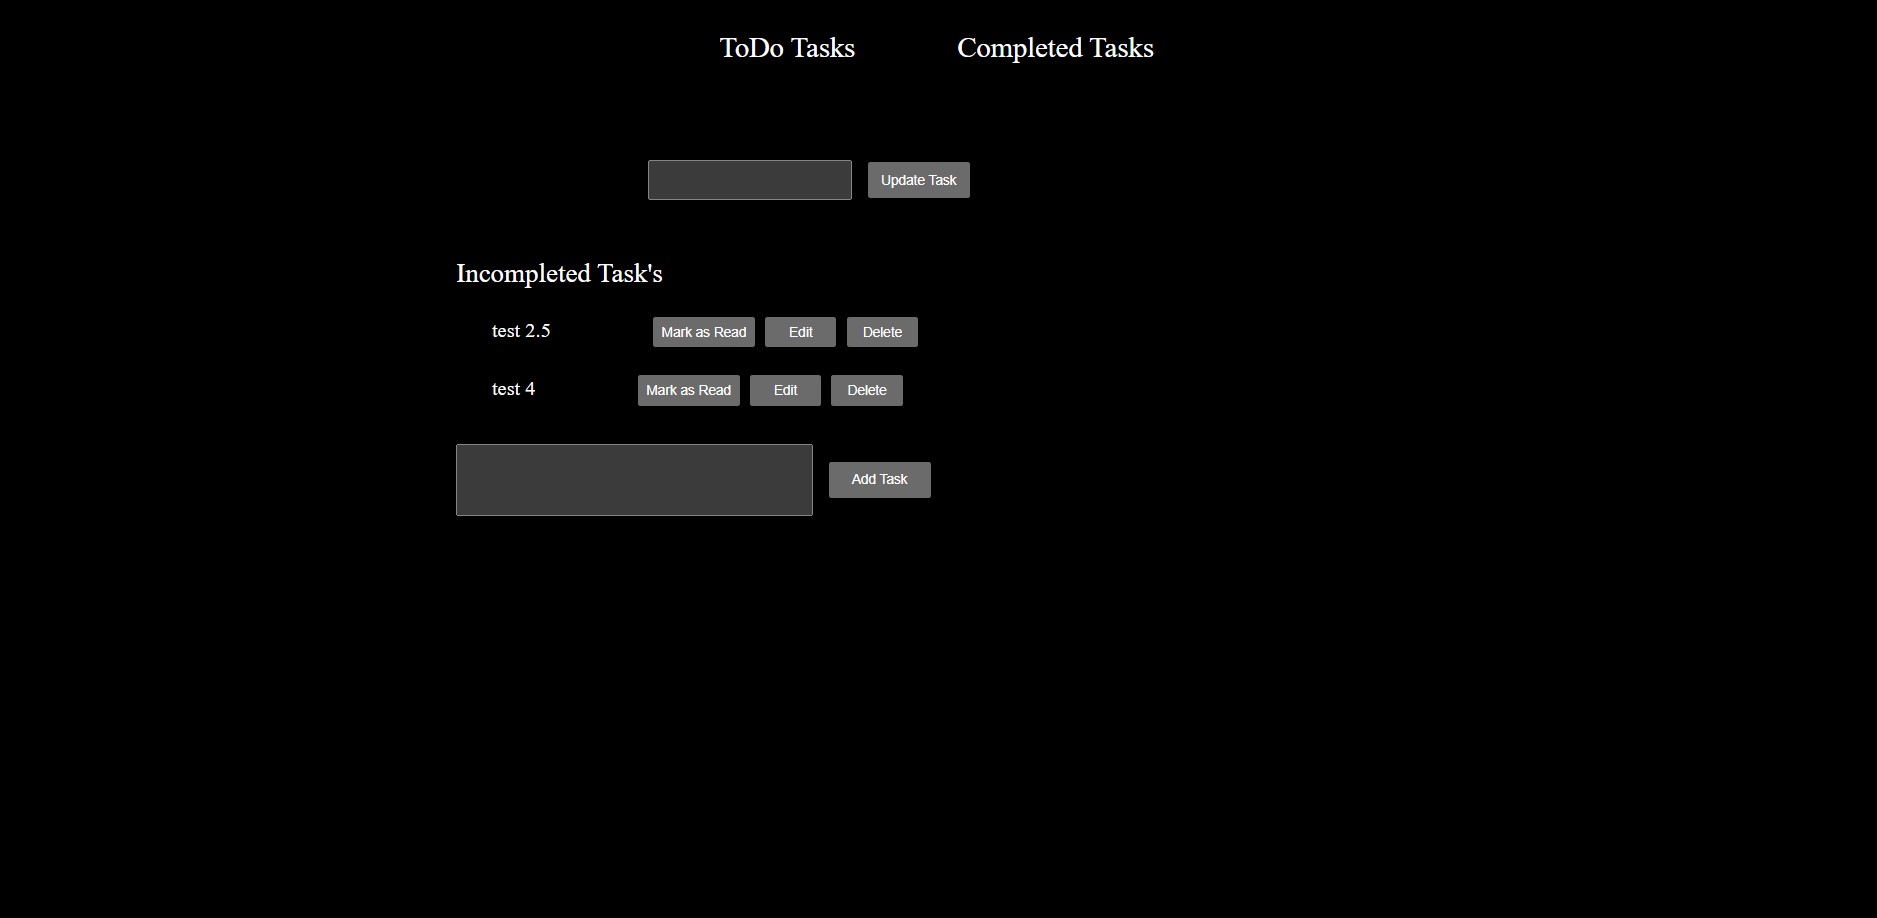 ToDo Tasks Completed Tasks
Update Task
Incompleted Task's
test 2.5 Mark as Read Edit Delete
test 4 Mark as Read Edit Delete
Add Task